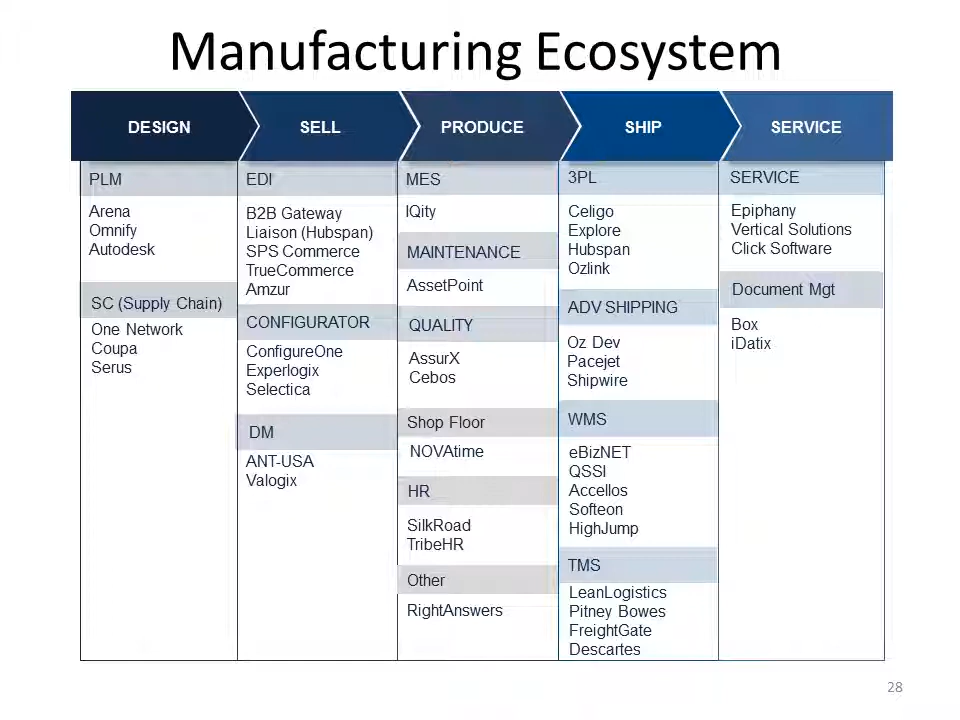 Manufacturing Ecosystem
DESIGN
SELL
PRODUCE
SHIP
SERVICE
PLM
Arena
Omnify
Autodesk
SC (Supply Chain)
One Network
Coupa
Serus
EDI
B2B Gateway
Liaison (Hubspan)
SPS Commerce
TrueCommerce
Amzur
CONFIGURATOR
ConfigureOne
Experlogix
Selectica
DM
ANT-USA
Valogix
MES
IQity
MAINTENANCE
AssetPoint
QUALITY
AssurX
Cebos
Shop Floor
NOVAtime
HR
SilkRoad
TribeHR
Other
RightAnswers
3PL
Celigo
Explore
Hubspan
Ozlink
ADV SHIPPING
Oz Dev
Pacejet
Shipwire
WMS
eBizNET
QSSI
Accellos
Softeon
HighJump
TMS
LeanLogistics
Pitney Bowes
FreightGate
Descartes
SERVICE
Epiphany
Vertical Solutions
Click Software
Document Mgt
Box
iDatix
28